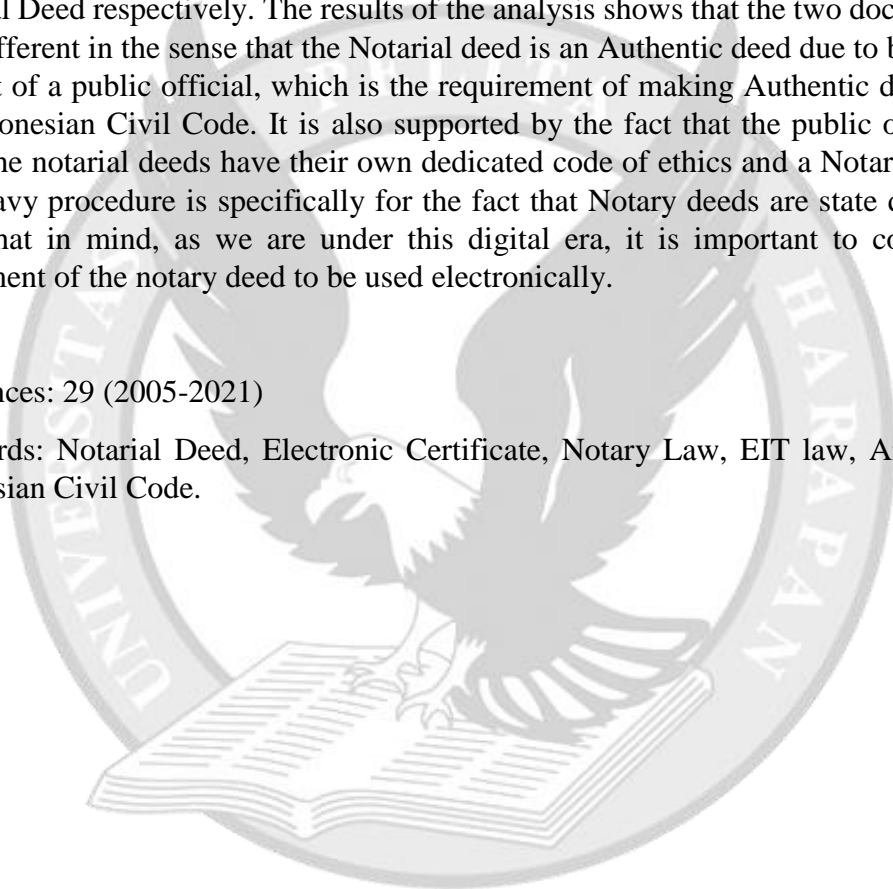 al Deed respectively. The results of the analysis shows that the two doc
fferent in the sense that the Notarial deed is an Authentic deed due to b
t of a public official, which is the requirement of making Authentic d
onesian Civil Code. It is also supported by the fact that the public o
he notarial deeds have their own dedicated code of ethics and a Notar
avy procedure is specifically for the fact that Notary deeds are state
hat in mind, as we are under this digital era, it is important to co
ment of the notary deed to be used electronically.
nces: 29 (2005-2021)
rds: Notarial Deed, Electronic Certificate, Notary Law, EIT law, A
sian Civil Code.
UNIVERSITAS PELITA HARAPAN